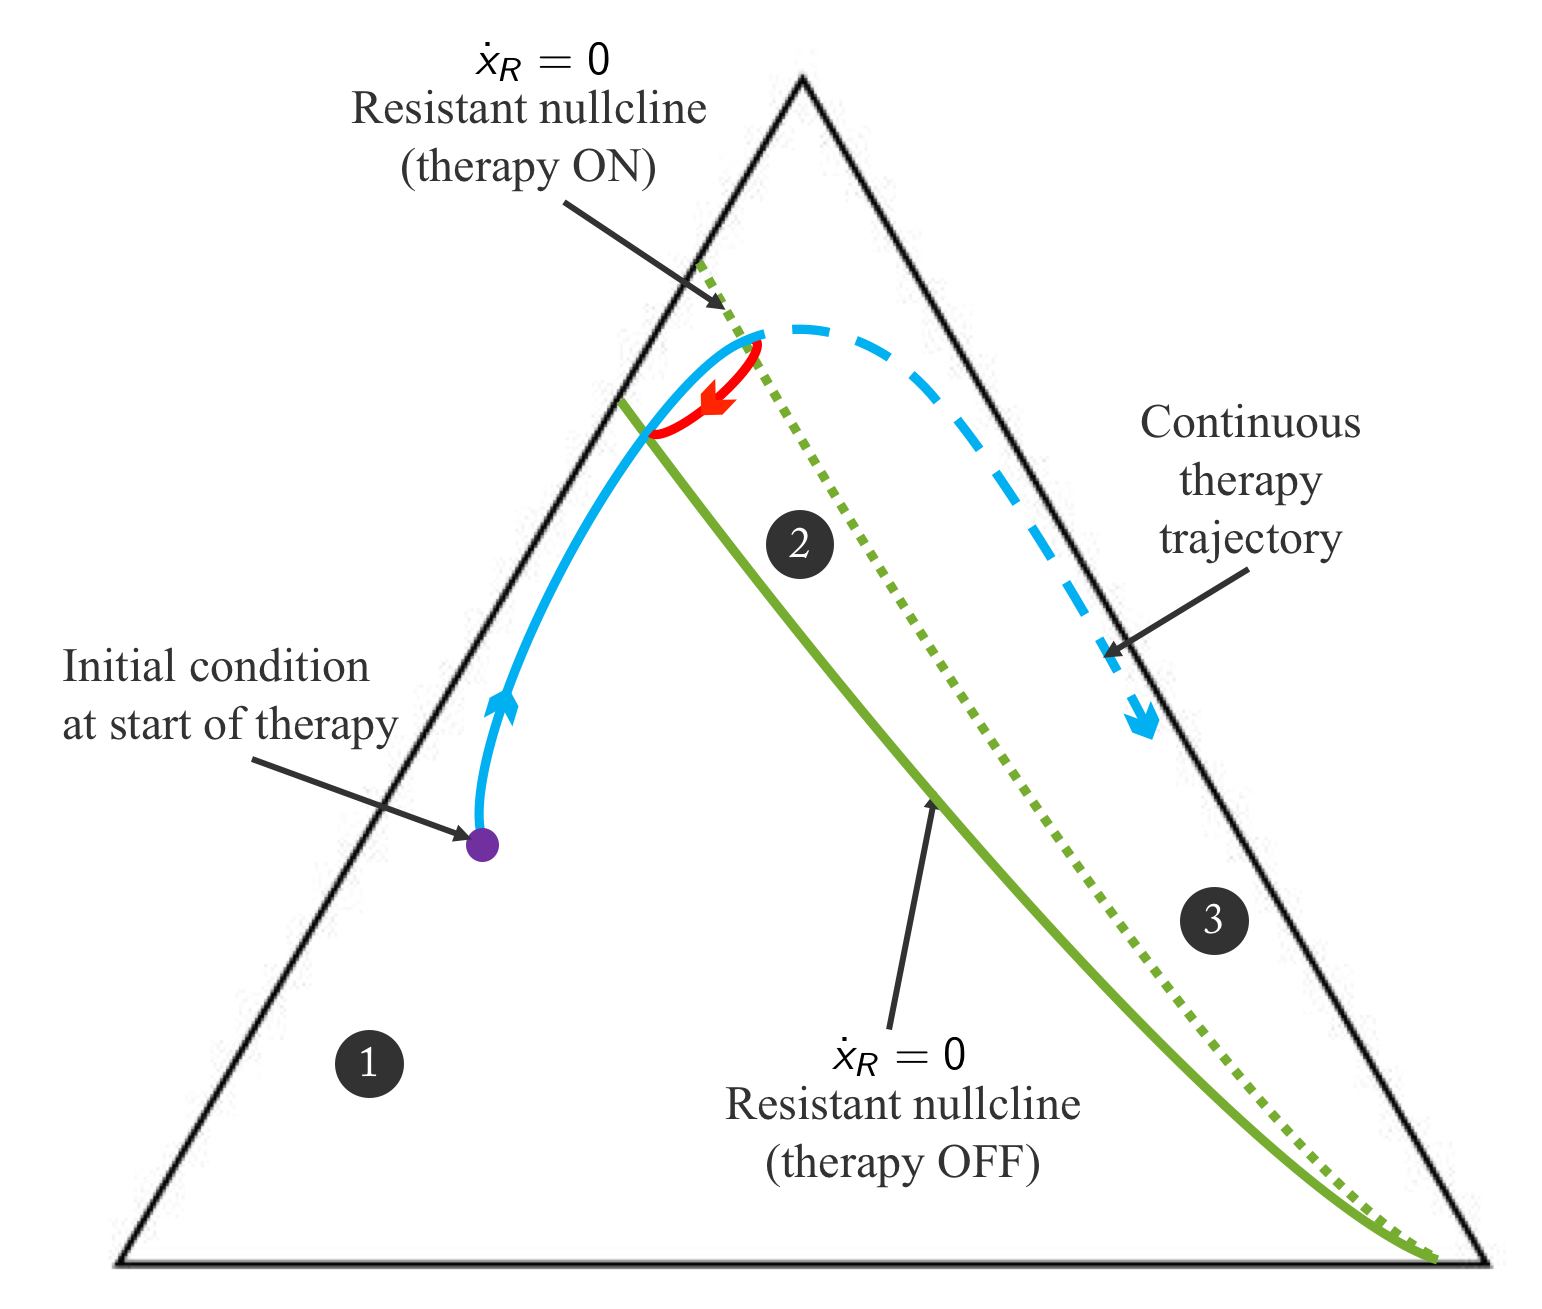 ẋ_R = 0
Resistant nullcline
(therapy ON)
Continuous
therapy
trajectory
2
Initial condition
at start of therapy
3
1
ẋ_R = 0
Resistant nullcline
(therapy OFF)